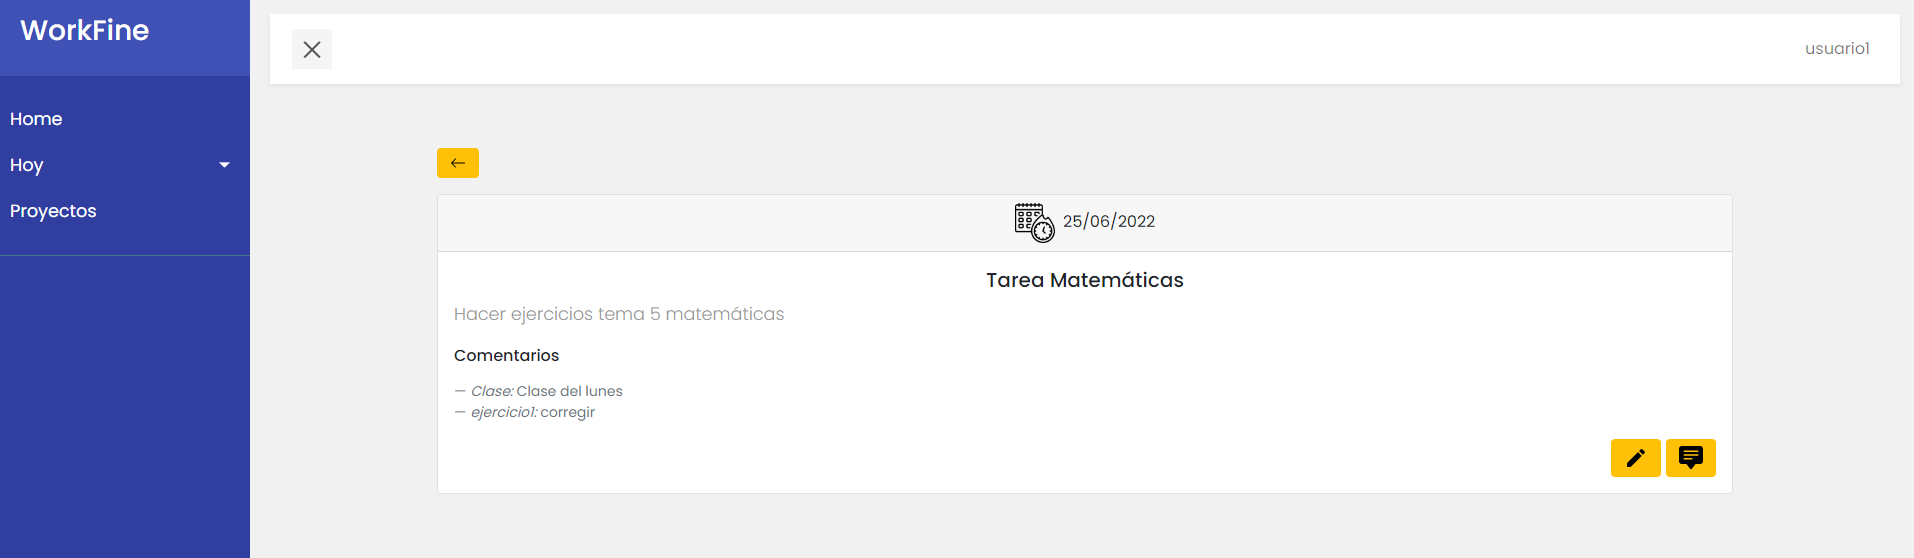 WorkFine
usuario1
Home
Hoy
Proyectos
25/06/2022
Tarea Matemáticas
Hacer ejercicios tema 5 matemáticas
Comentarios
— Clase: Clase del lunes
— ejercicio1: corregir